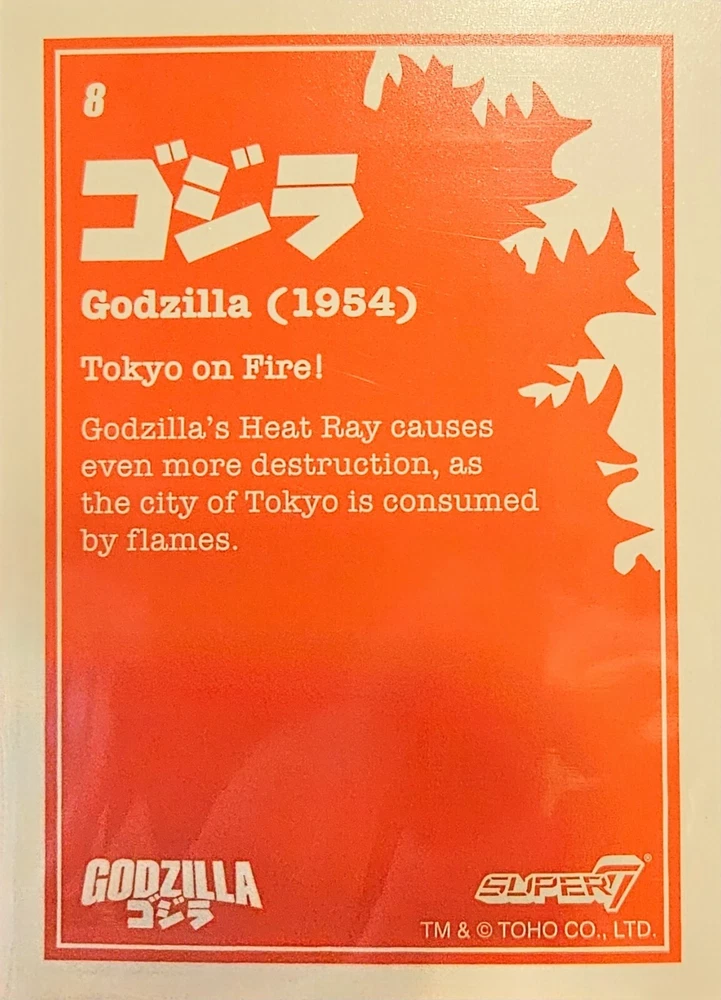 8
ゴジラ
Godzilla (1954)
Tokyo on Fire!
Godzilla's Heat Ray causes
even more destruction, as
the city of Tokyo is consumed
by flames.
GODZILLA
ゴジラ
SUPER7®
TM & © TOHO CO., LTD.